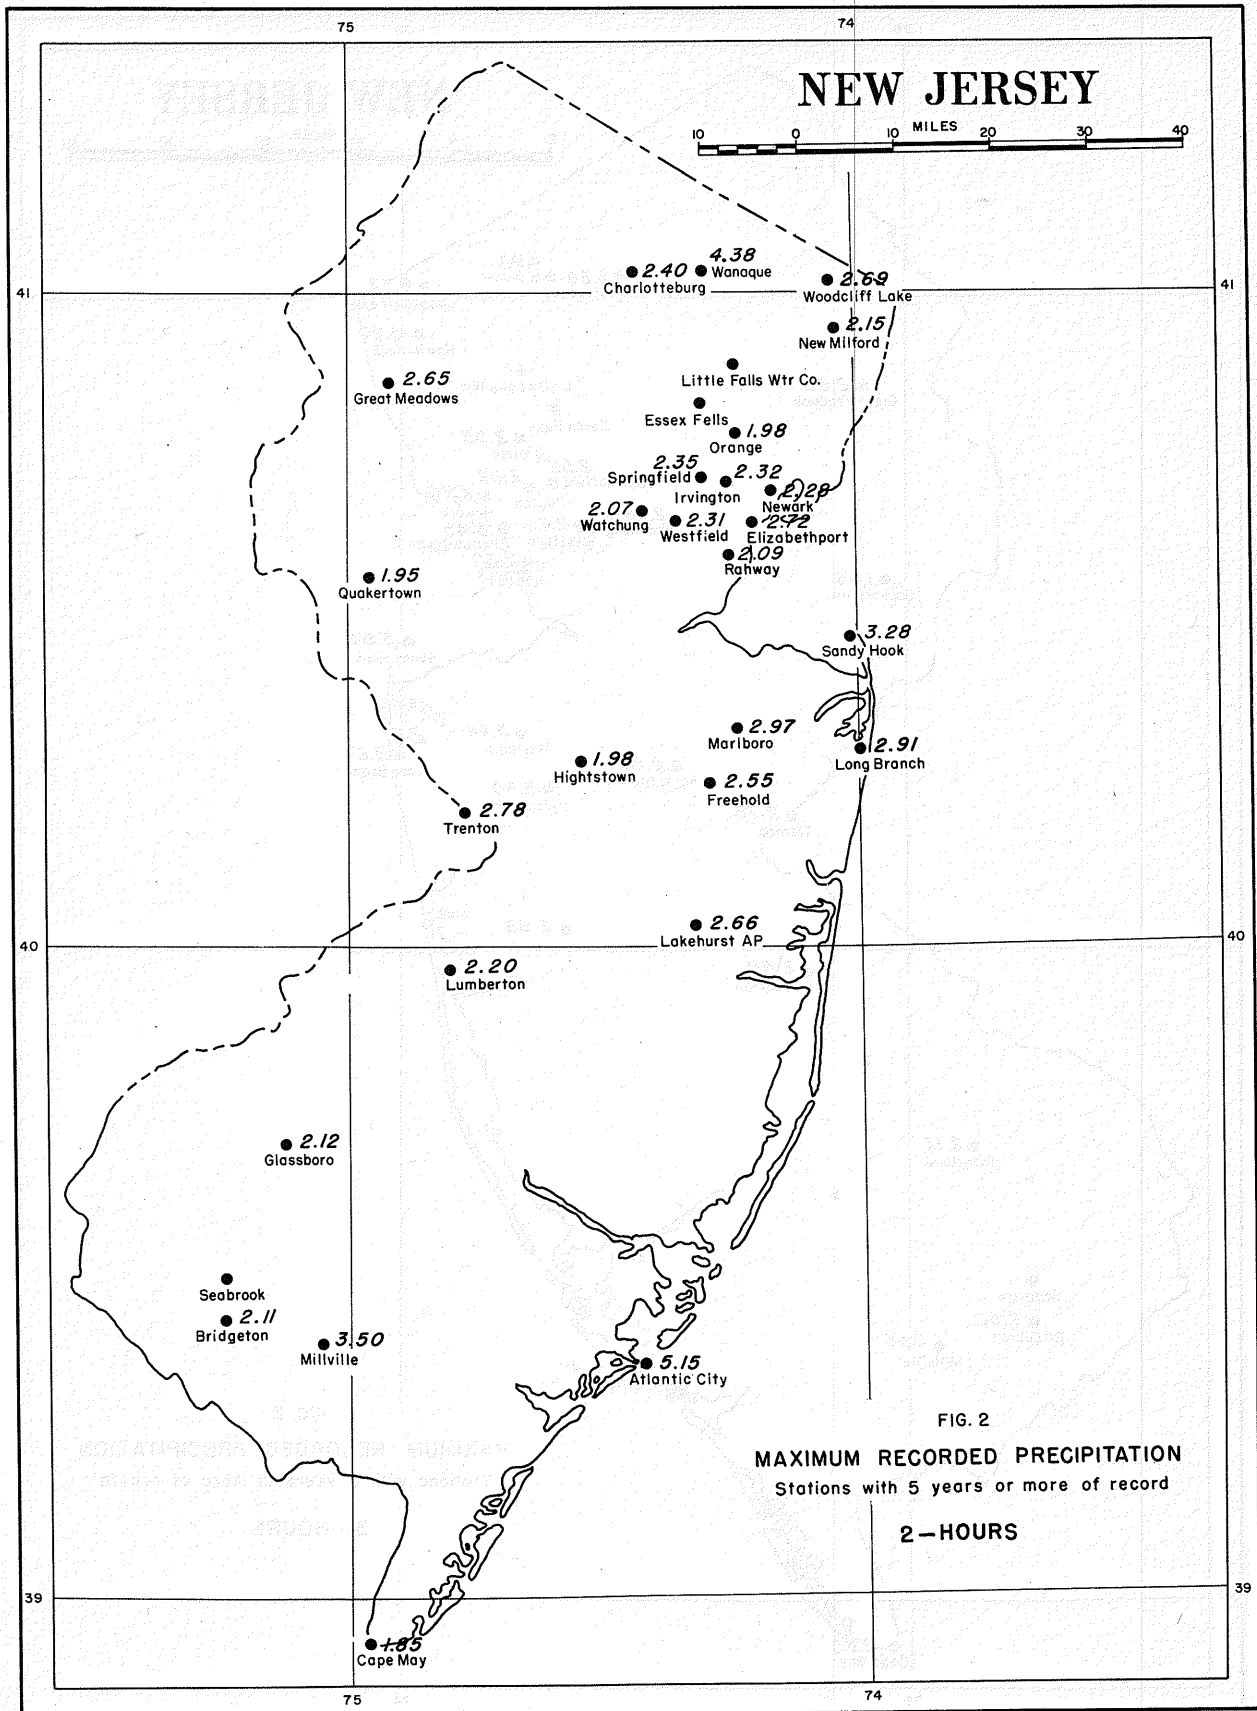 75
74
NEW JERSEY
MILES
10 0 10 20 30 40
4.38
Wanaque
2.40
Charlotteburg
2.69
Woodcliff Lake
41
41
2.15
New Milford
Little Falls Wtr Co.
2.65
Great Meadows
Essex Fells
1.98
Orange
2.35
Springfield
2.32
Irvington
2.28
Newark
2.07
Watchung
2.31
Westfield
2.72
Elizabethport
2.09
Rahway
1.95
Quakertown
3.28
Sandy Hook
2.97
Marlboro
2.91
Long Branch
1.98
Hightstown
2.55
Freehold
2.78
Trenton
2.66
Lakehurst AP
40
40
2.20
Lumberton
2.12
Glassboro
Seabrook
2.11
Bridgeton
3.50
Millville
5.15
Atlantic City
FIG. 2
MAXIMUM RECORDED PRECIPITATION
Stations with 5 years or more of record
2-HOURS
39
39
1.85
Cape May
75
74